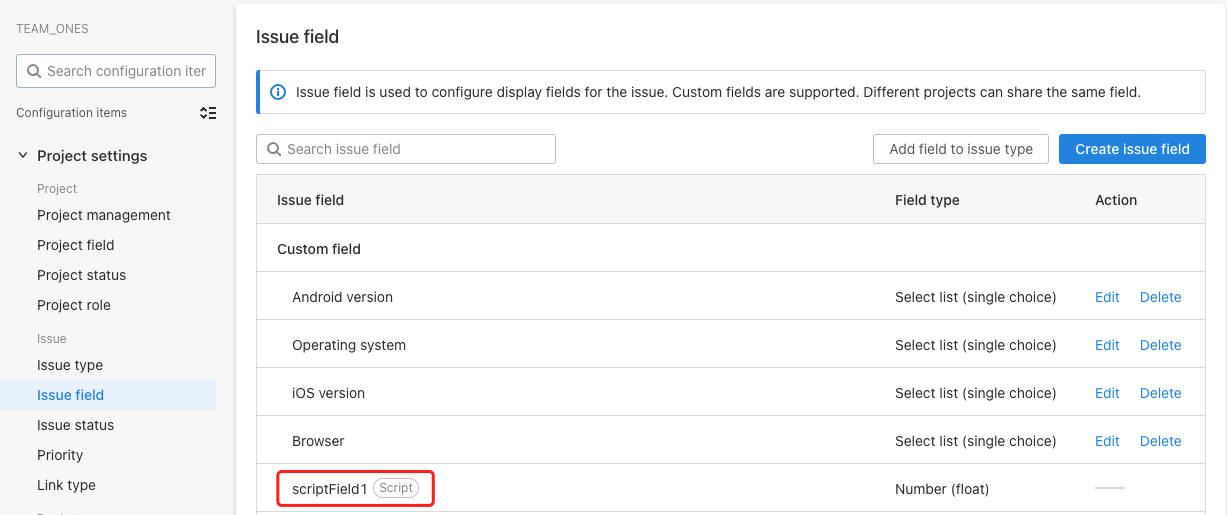 TEAM_ONES
Search configuration iter
Configuration items
Project settings
Project
Project management
Project field
Project status
Project role
Issue
Issue type
Issue field
Issue status
Priority
Link type
Issue field
Issue field is used to configure display fields for the issue. Custom fields are supported. Different projects can share the same field.
Search issue field
Add field to issue type
Create issue field
Issue field Field type Action
Custom field
Android version Select list (single choice) Edit Delete
Operating system Select list (single choice) Edit Delete
iOS version Select list (single choice) Edit Delete
Browser Select list (single choice) Edit Delete
scriptField1 Script Number (float)